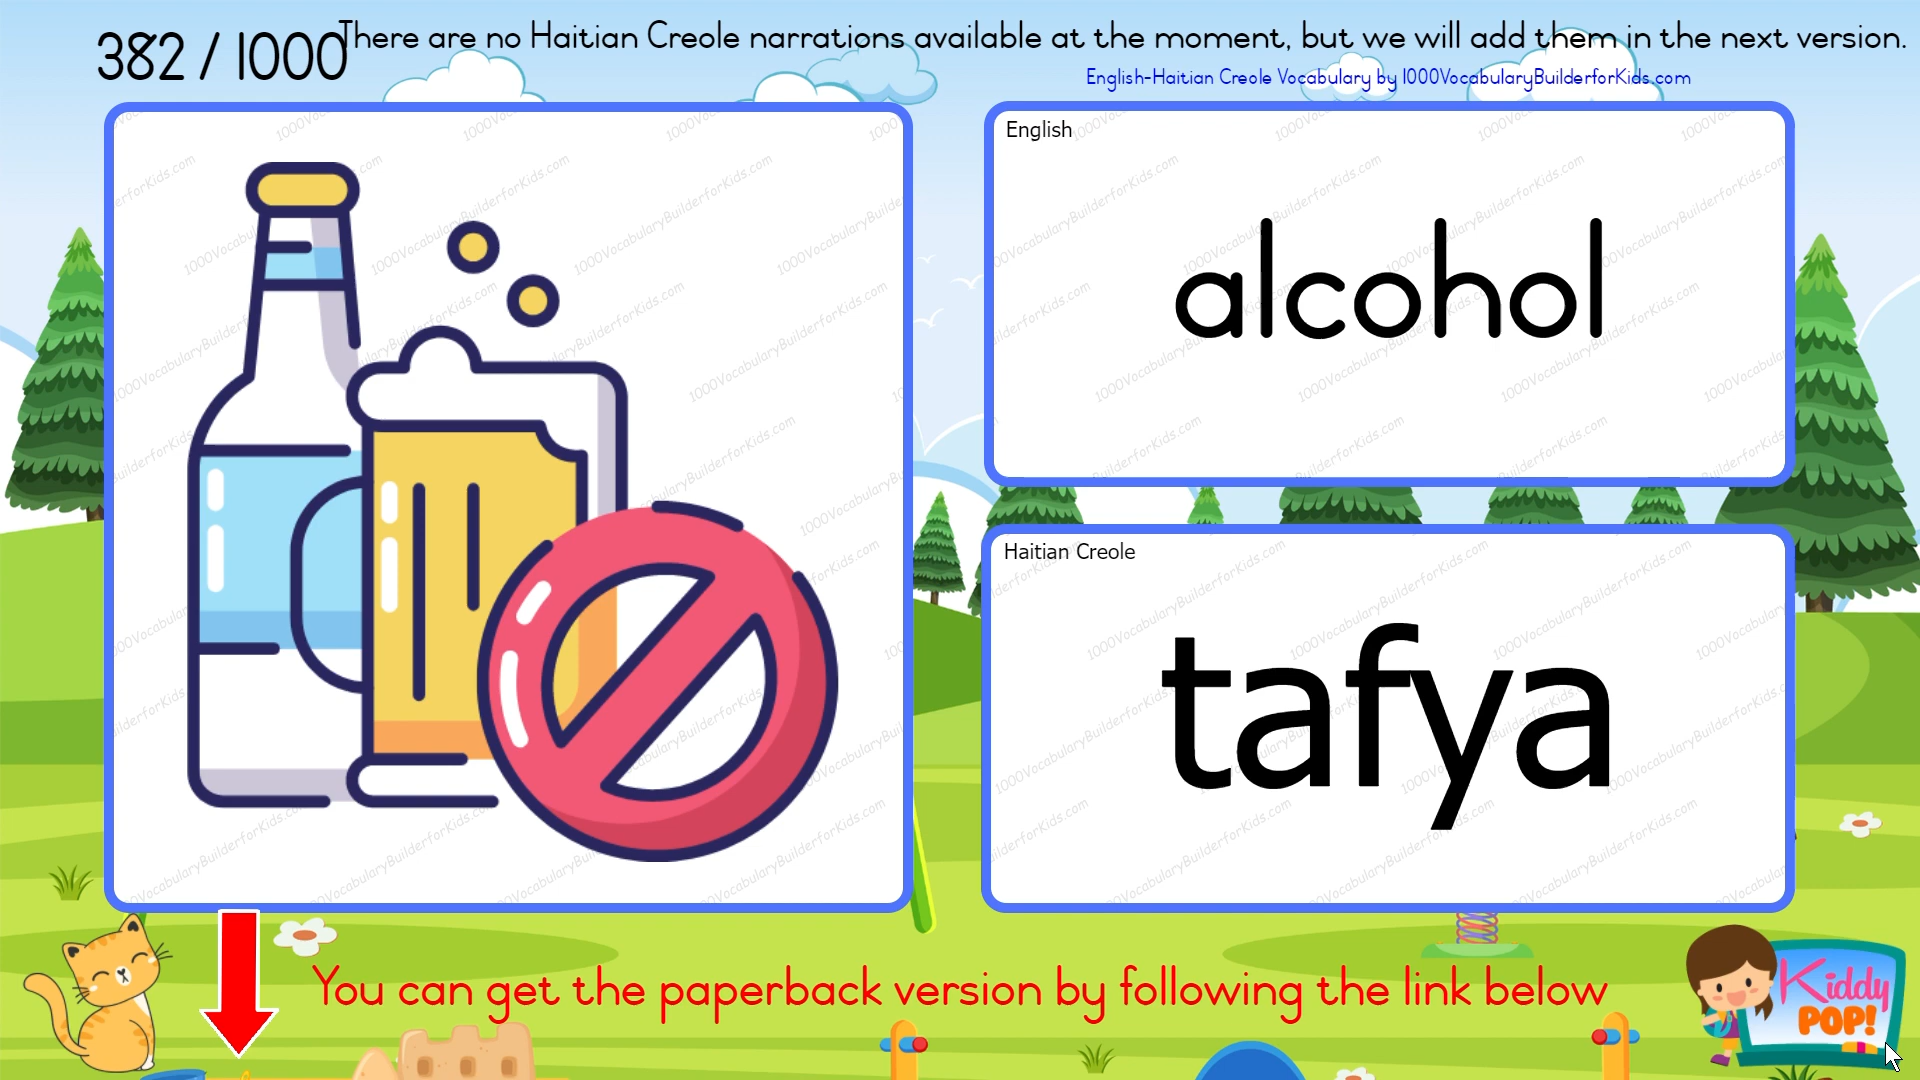 382 / 1000
There are no Haitian Creole narrations available at the moment, but we will add them in the next version.
English-Haitian Creole Vocabulary by 1000VocabularyBuilderforKids.com
English
alcohol
Haitian Creole
tafya
You can get the paperback version by following the link below
Kiddy
POP!
1000VocabularyBuilderforKids.com